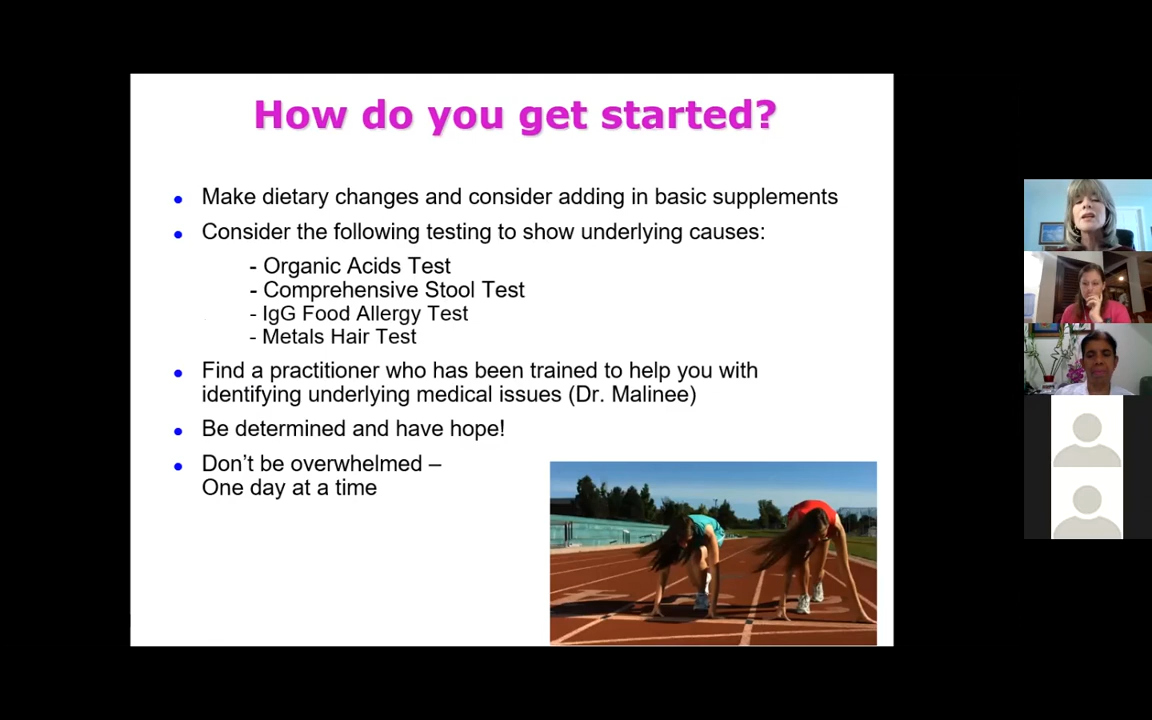 How do you get started?
• Make dietary changes and consider adding in basic supplements
• Consider the following testing to show underlying causes:
- Organic Acids Test
- Comprehensive Stool Test
- IgG Food Allergy Test
- Metals Hair Test
• Find a practitioner who has been trained to help you with
identifying underlying medical issues (Dr. Malinee)
• Be determined and have hope!
• Don't be overwhelmed –
One day at a time